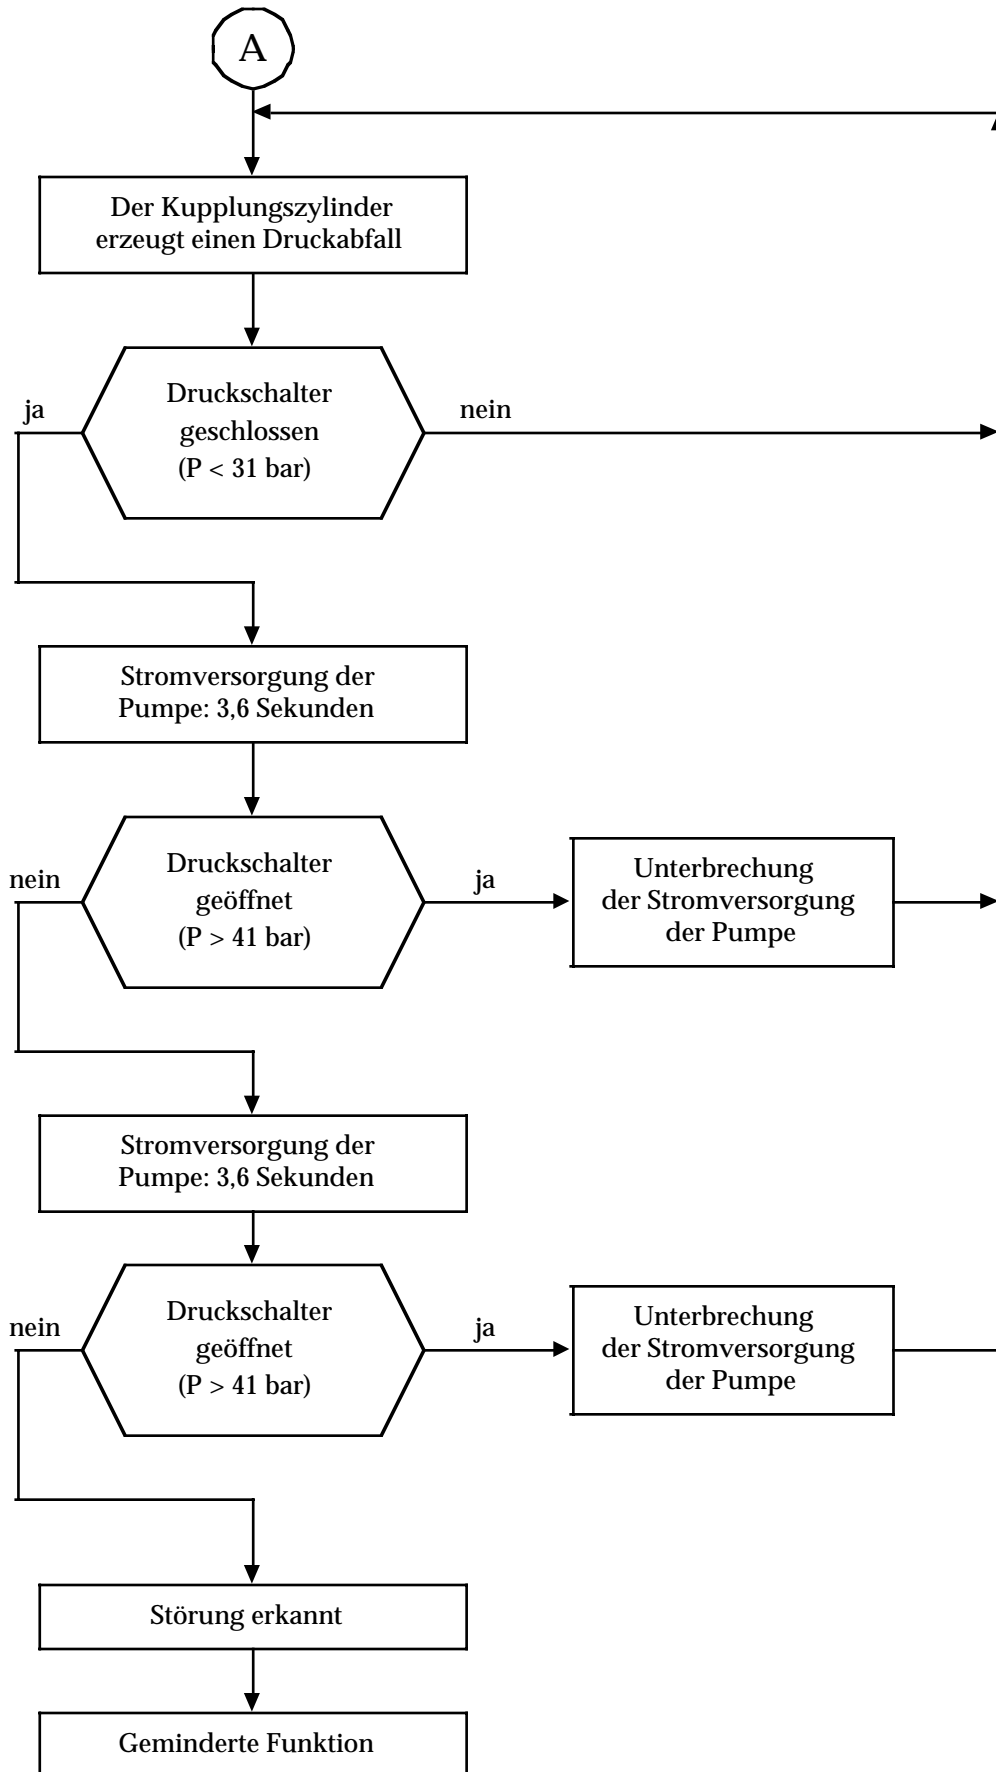 A
Der Kupplungszylinder
erzeugt einen Druckabfall
ja
Druckschalter
geschlossen
(P < 31 bar)
nein
Stromversorgung der
Pumpe: 3,6 Sekunden
nein
Druckschalter
geöffnet
(P > 41 bar)
ja
Unterbrechung
der Stromversorgung
der Pumpe
Stromversorgung der
Pumpe: 3,6 Sekunden
nein
Druckschalter
geöffnet
(P > 41 bar)
ja
Unterbrechung
der Stromversorgung
der Pumpe
Störung erkannt
Geminderte Funktion